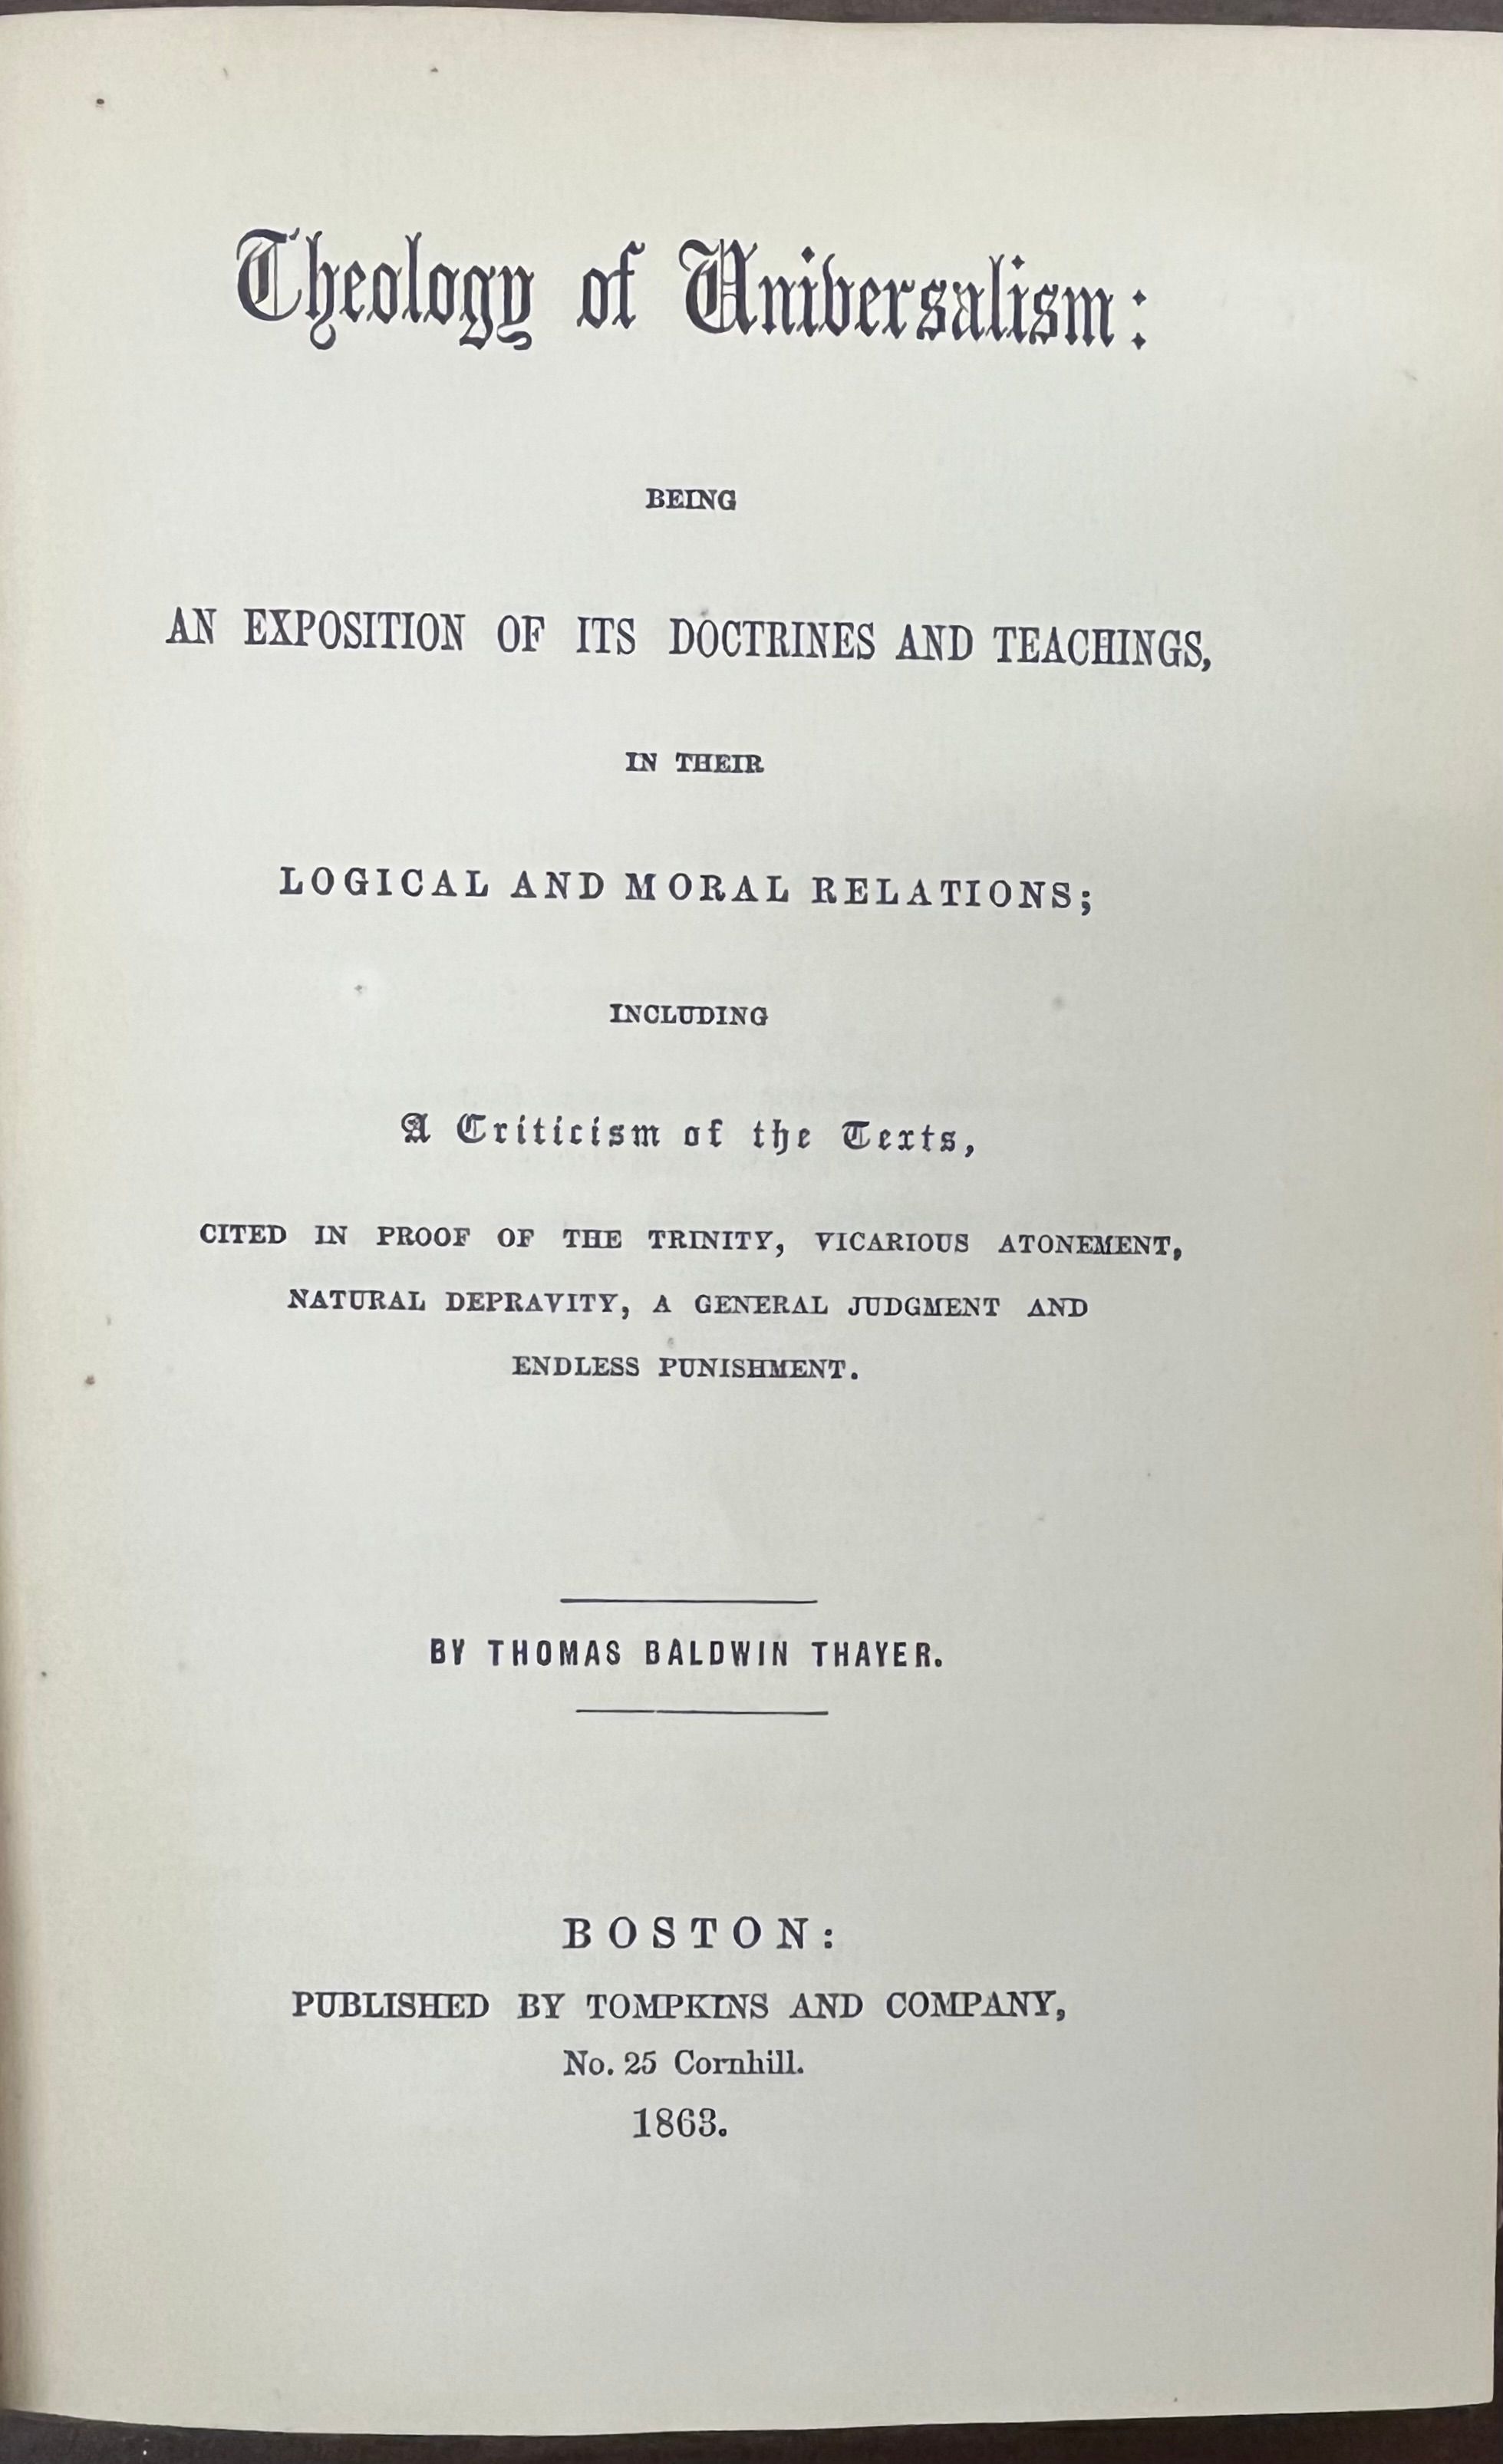 Theology of Universalism:
BEING
AN EXPOSITION OF ITS DOCTRINES AND TEACHINGS,
IN THEIR
LOGICAL AND MORAL RELATIONS;
INCLUDING
A Criticism of the Texts,
CITED IN PROOF OF THE TRINITY, VICARIOUS ATONEMENT,
NATURAL DEPRAVITY, A GENERAL JUDGMENT AND
ENDLESS PUNISHMENT.
BY THOMAS BALDWIN THAYER.
BOSTON:
PUBLISHED BY TOMPKINS AND COMPANY,
No. 25 Cornhill.
1863.